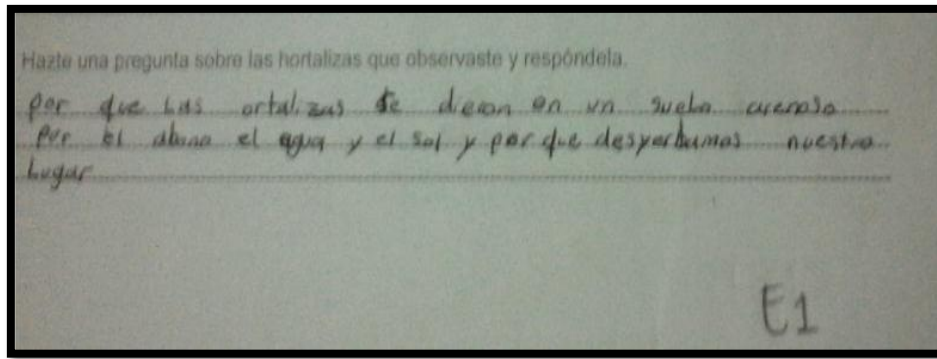 Hazte una pregunta sobre las hortalizas que observaste y respóndela.
por que Las ortalizas se dieron en un suelo arenoso
Por el abono el agua y el sol y por que desyerbamos nuestro
Lugar
E1